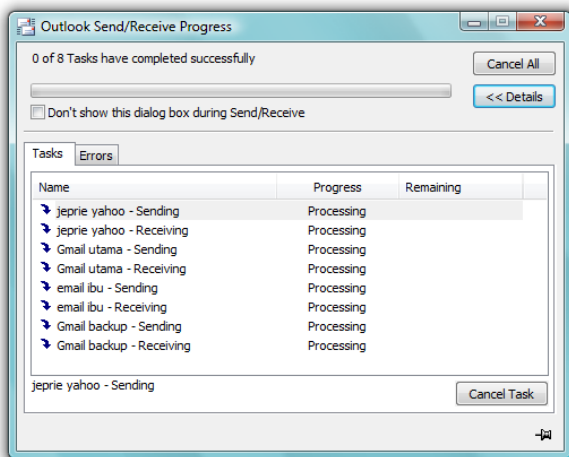 Outlook Send/Receive Progress
0 of 8 Tasks have completed successfully
Cancel All
<< Details
Don't show this dialog box during Send/Receive
Tasks Errors
Name Progress Remaining
jeprie yahoo - Sending Processing
jeprie yahoo - Receiving Processing
Gmail utama - Sending Processing
Gmail utama - Receiving Processing
email ibu - Sending Processing
email ibu - Receiving Processing
Gmail backup - Sending Processing
Gmail backup - Receiving Processing
jeprie yahoo - Sending
Cancel Task